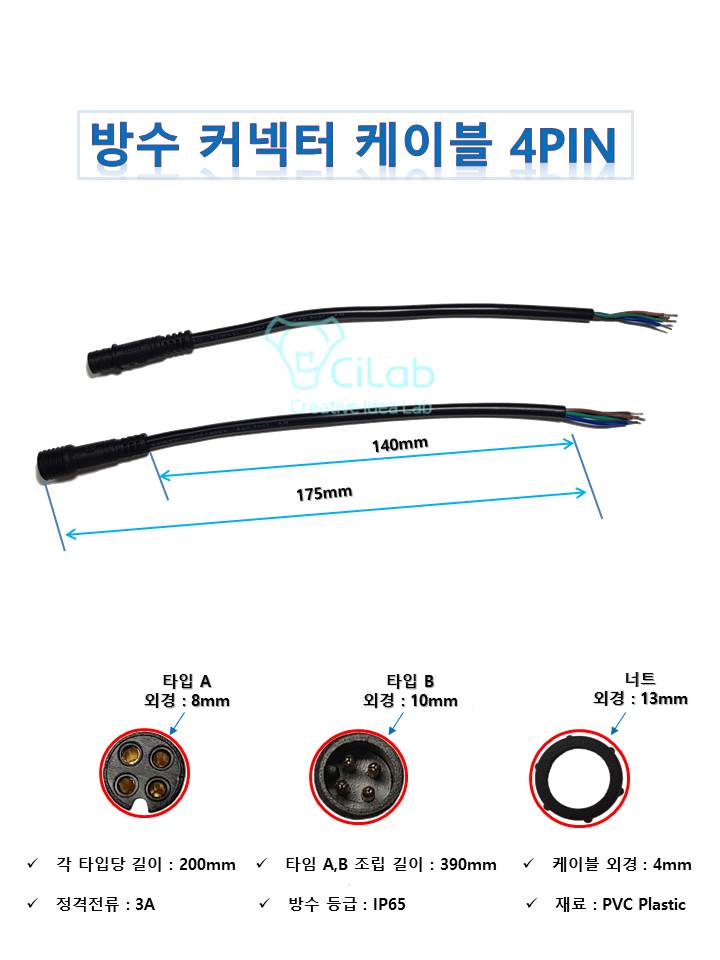 방수 커넥터 케이블 4PIN
CiLab
Creative Idea Lab
140mm
175mm
타입 A
외경 : 8mm
타입 B
외경 : 10mm
너트
외경 : 13mm
✓ 각 타입당 길이 : 200mm ✓ 타임 A,B 조립 길이 : 390mm ✓ 케이블 외경 : 4mm
✓ 정격전류 : 3A ✓ 방수 등급 : IP65 ✓ 재료 : PVC Plastic